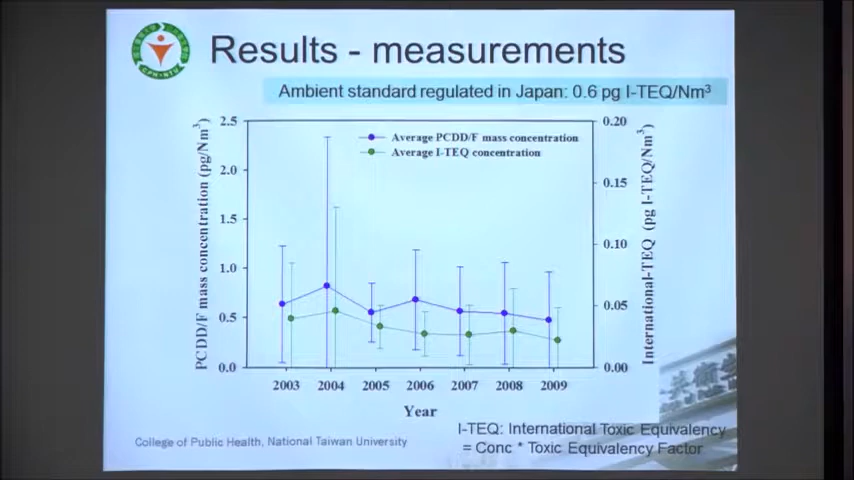 Results - measurements
Ambient standard regulated in Japan: 0.6 pg I-TEQ/Nm³
Average PCDD/F mass concentration
Average I-TEQ concentration
PCDD/F mass concentration (pg/Nm³)
2.5
2.0
1.5
1.0
0.5
0.0
0.20
0.15
0.10
0.05
0.00
International-TEQ (pg I-TEQ/Nm³)
2003 2004 2005 2006 2007 2008 2009
Year
I-TEQ: International Toxic Equivalency
= Conc * Toxic Equivalency Factor
College of Public Health, National Taiwan University
CPH-NTU